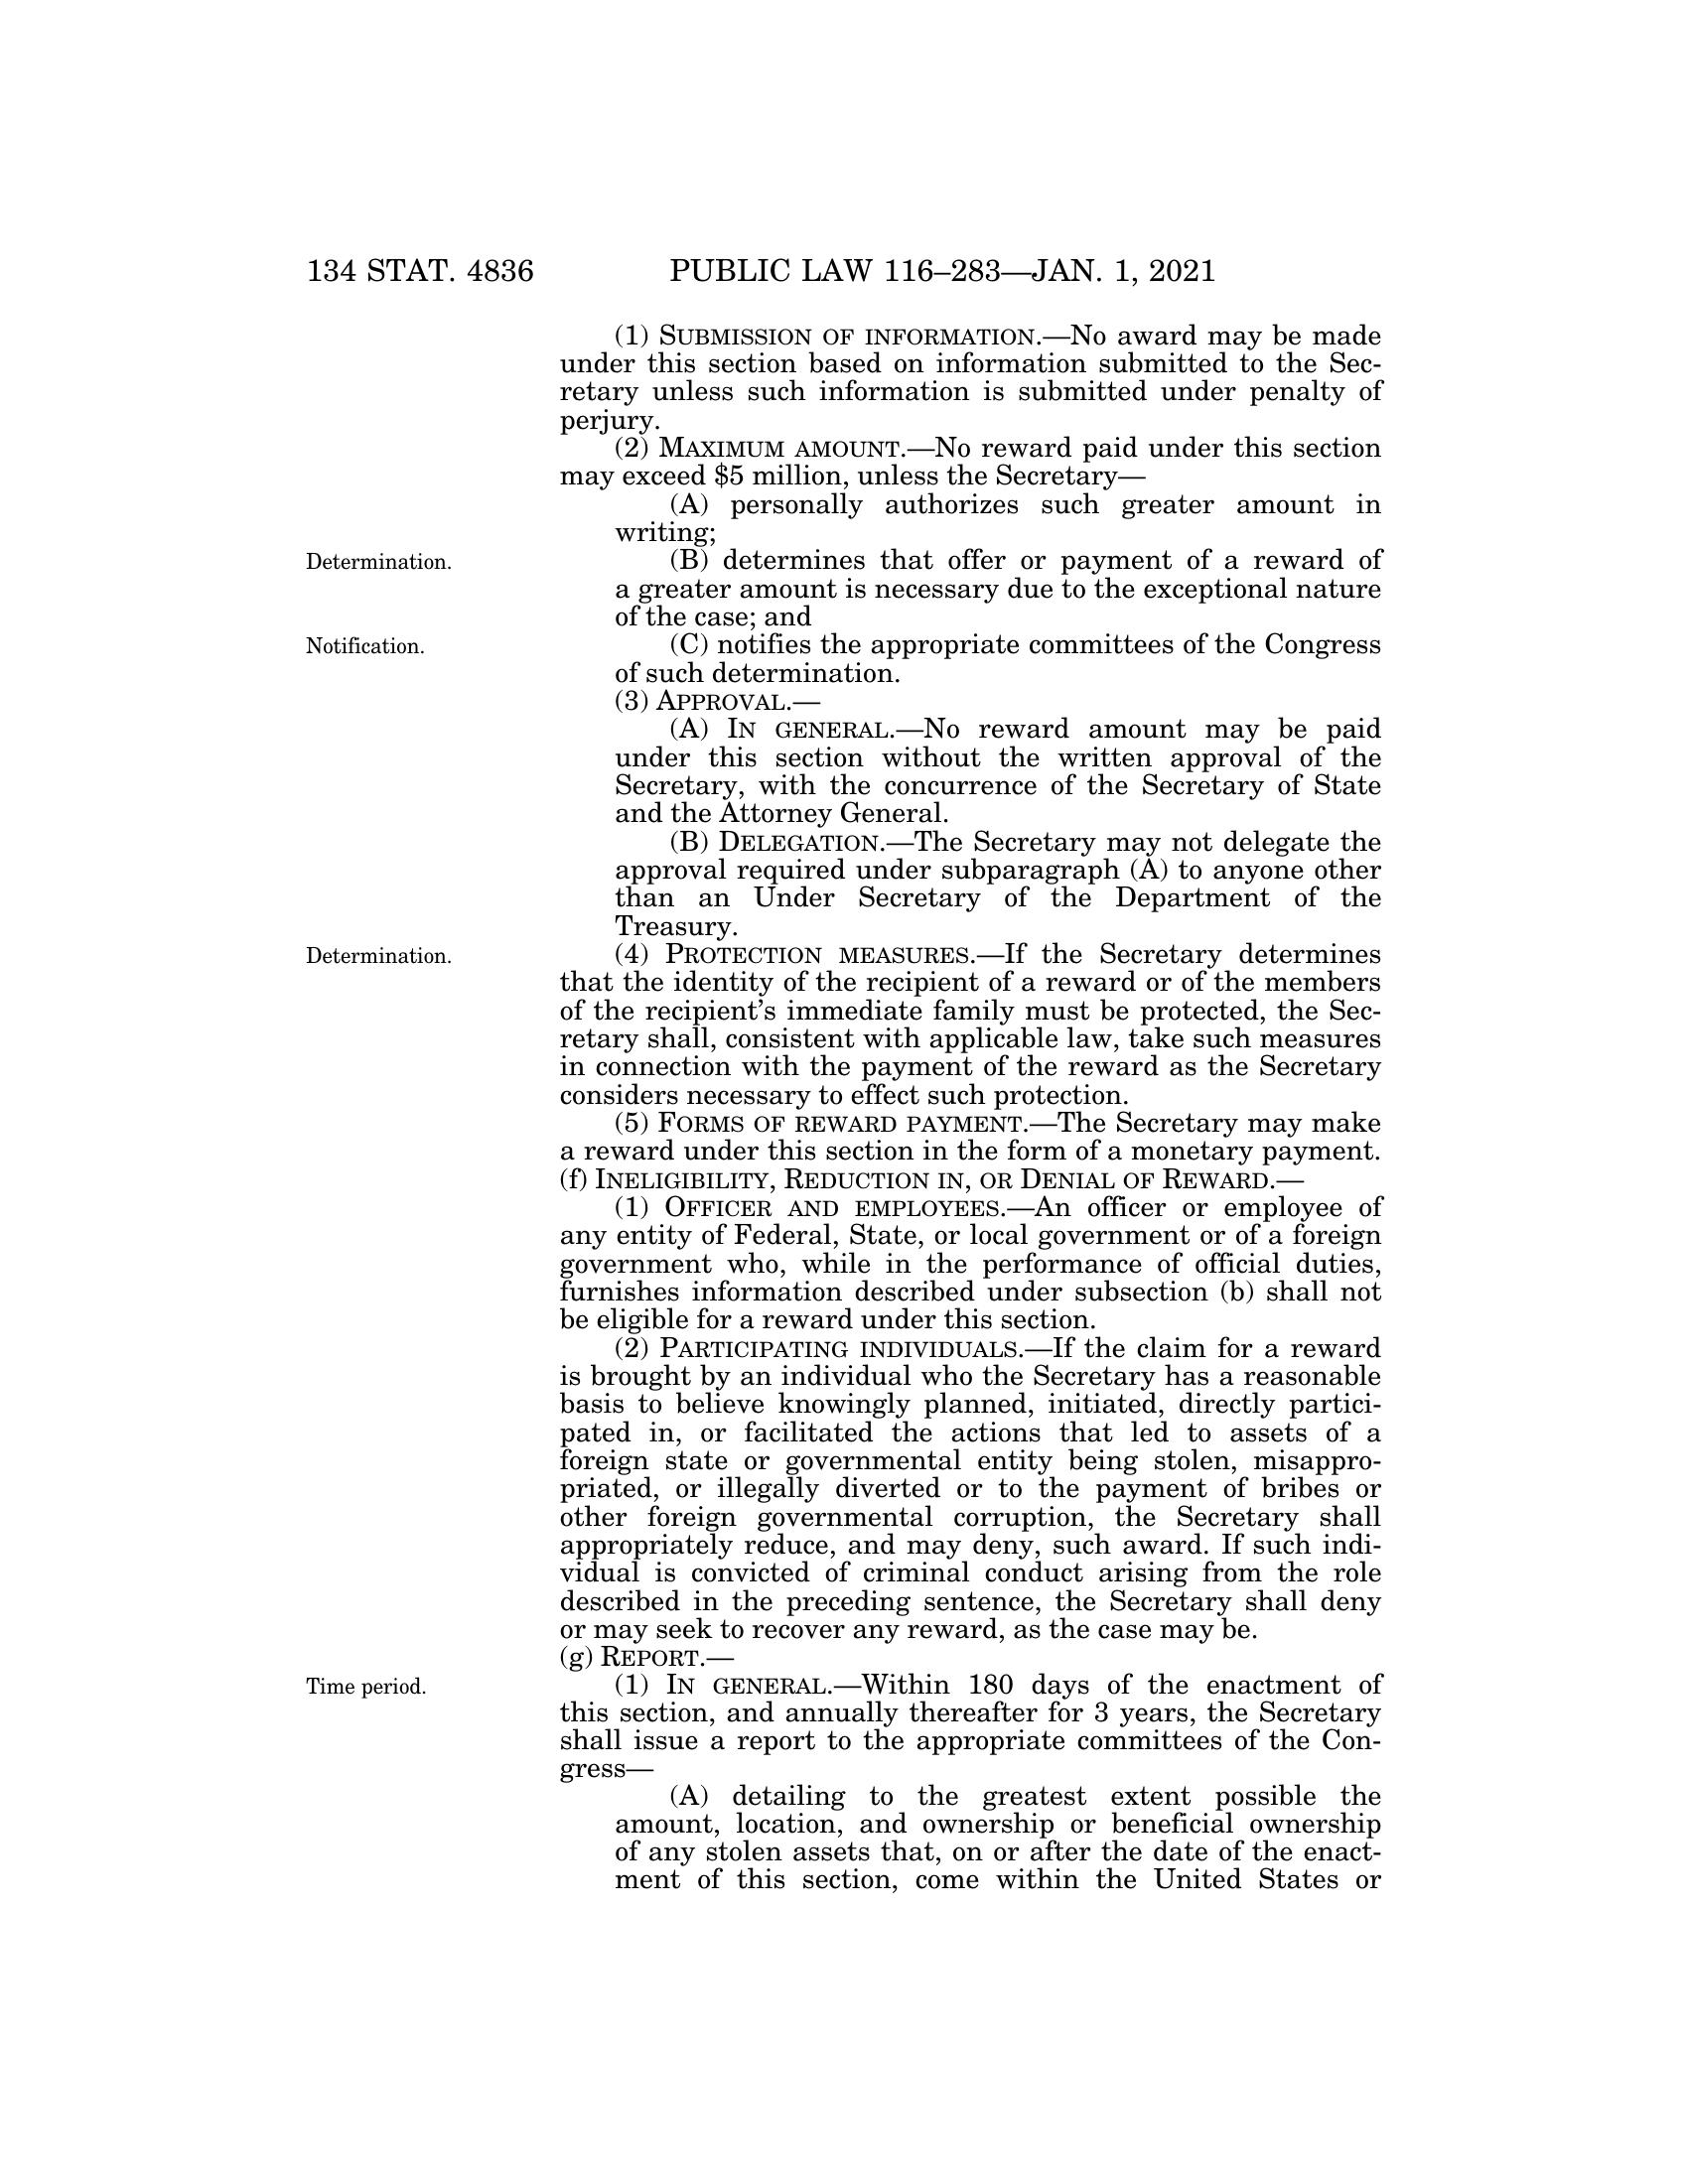 134 STAT. 4836 PUBLIC LAW 116–283—JAN. 1, 2021
(1) SUBMISSION OF INFORMATION.—No award may be made
under this section based on information submitted to the Sec-
retary unless such information is submitted under penalty of
perjury.
(2) MAXIMUM AMOUNT.—No reward paid under this section
may exceed $5 million, unless the Secretary—
(A) personally authorizes such greater amount in
writing;
Determination.
(B) determines that offer or payment of a reward of
a greater amount is necessary due to the exceptional nature
of the case; and
Notification.
(C) notifies the appropriate committees of the Congress
of such determination.
(3) APPROVAL.—
(A) IN GENERAL.—No reward amount may be paid
under this section without the written approval of the
Secretary, with the concurrence of the Secretary of State
and the Attorney General.
(B) DELEGATION.—The Secretary may not delegate the
approval required under subparagraph (A) to anyone other
than an Under Secretary of the Department of the
Treasury.
Determination.
(4) PROTECTION MEASURES.—If the Secretary determines
that the identity of the recipient of a reward or of the members
of the recipient's immediate family must be protected, the Sec-
retary shall, consistent with applicable law, take such measures
in connection with the payment of the reward as the Secretary
considers necessary to effect such protection.
(5) FORMS OF REWARD PAYMENT.—The Secretary may make
a reward under this section in the form of a monetary payment.
(f) INELIGIBILITY, REDUCTION IN, OR DENIAL OF REWARD.—
(1) OFFICER AND EMPLOYEES.—An officer or employee of
any entity of Federal, State, or local government or of a foreign
government who, while in the performance of official duties,
furnishes information described under subsection (b) shall not
be eligible for a reward under this section.
(2) PARTICIPATING INDIVIDUALS.—If the claim for a reward
is brought by an individual who the Secretary has a reasonable
basis to believe knowingly planned, initiated, directly partici-
pated in, or facilitated the actions that led to assets of a
foreign state or governmental entity being stolen, misappro-
priated, or illegally diverted or to the payment of bribes or
other foreign governmental corruption, the Secretary shall
appropriately reduce, and may deny, such award. If such indi-
vidual is convicted of criminal conduct arising from the role
described in the preceding sentence, the Secretary shall deny
or may seek to recover any reward, as the case may be.
(g) REPORT.—
Time period.
(1) IN GENERAL.—Within 180 days of the enactment of
this section, and annually thereafter for 3 years, the Secretary
shall issue a report to the appropriate committees of the Con-
gress—
(A) detailing to the greatest extent possible the
amount, location, and ownership or beneficial ownership
of any stolen assets that, on or after the date of the enact-
ment of this section, come within the United States or